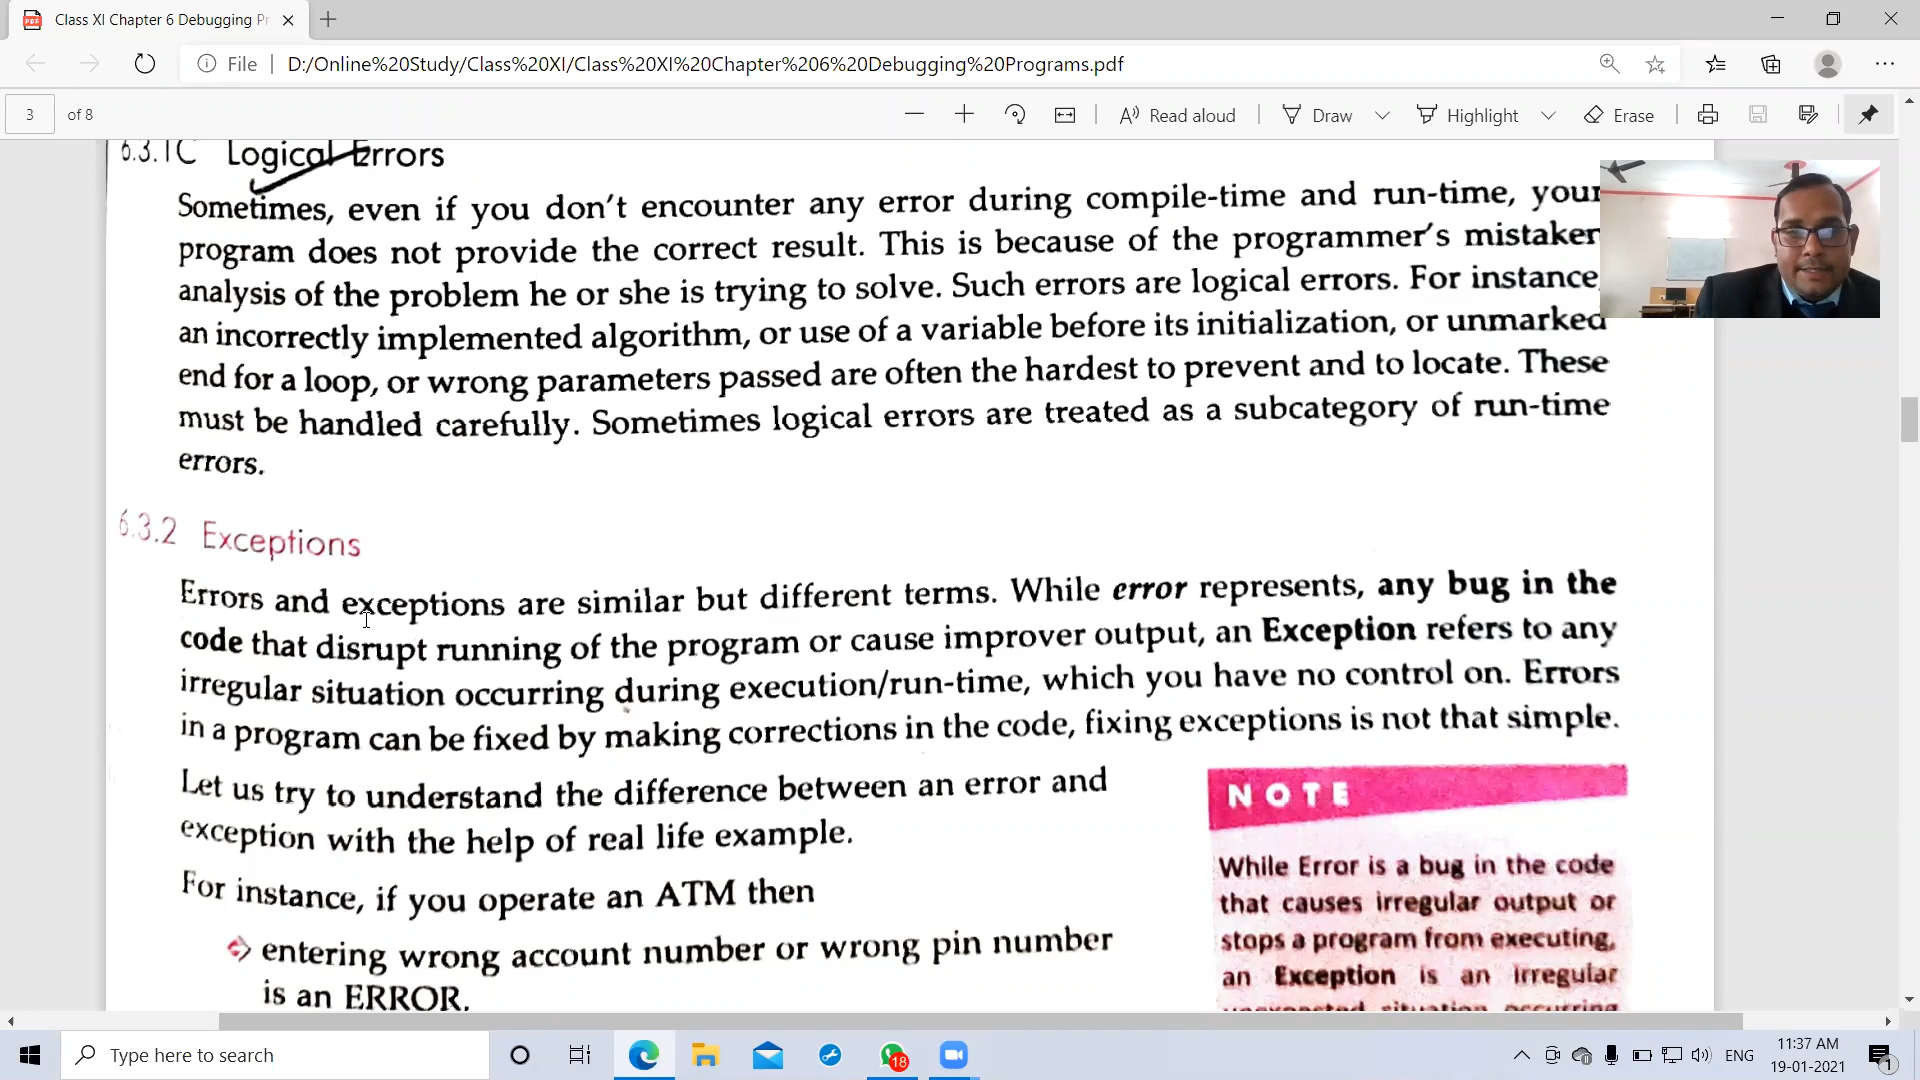 Class XI Chapter 6 Debugging Pr
File
D:/Online%20Study/Class%20XI/Class%20XI%20Chapter%206%20Debugging%20Programs.pdf
3 of 8
Read aloud
Draw
Highlight
Erase
6.3.1C Logical Errors
Sometimes, even if you don't encounter any error during compile-time and run-time, your
program does not provide the correct result. This is because of the programmer's mistaken
analysis of the problem he or she is trying to solve. Such errors are logical errors. For instance,
an incorrectly implemented algorithm, or use of a variable before its initialization, or unmarked
end for a loop, or wrong parameters passed are often the hardest to prevent and to locate. These
must be handled carefully. Sometimes logical errors are treated as a subcategory of run-time
errors.
6.3.2 Exceptions
Errors and exceptions are similar but different terms. While error represents, any bug in the
code that disrupt running of the program or cause improver output, an Exception refers to any
irregular situation occurring during execution/run-time, which you have no control on. Errors
in a program can be fixed by making corrections in the code, fixing exceptions is not that simple.
Let us try to understand the difference between an error and
exception with the help of real life example.
For instance, if you operate an ATM then
entering wrong account number or wrong pin number
is an ERROR.
NOTE
While Error is a bug in the code
that causes irregular output or
stops a program from executing,
an Exception is an irregular
unexpected situation occurring
Type here to search
18
ENG
11:37 AM
19-01-2021
1